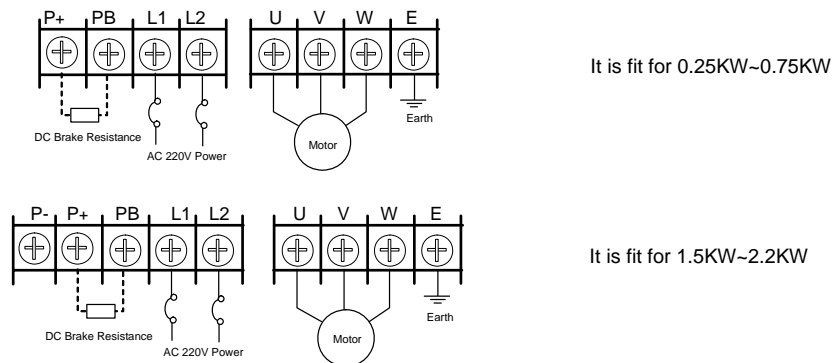 P+ PB L1 L2 U V W E
It is fit for 0.25KW~0.75KW
Earth
DC Brake Resistance
Motor
AC 220V Power
P- P+ PB L1 L2 U V W E
It is fit for 1.5KW~2.2KW
Earth
DC Brake Resistance
Motor
AC 220V Power